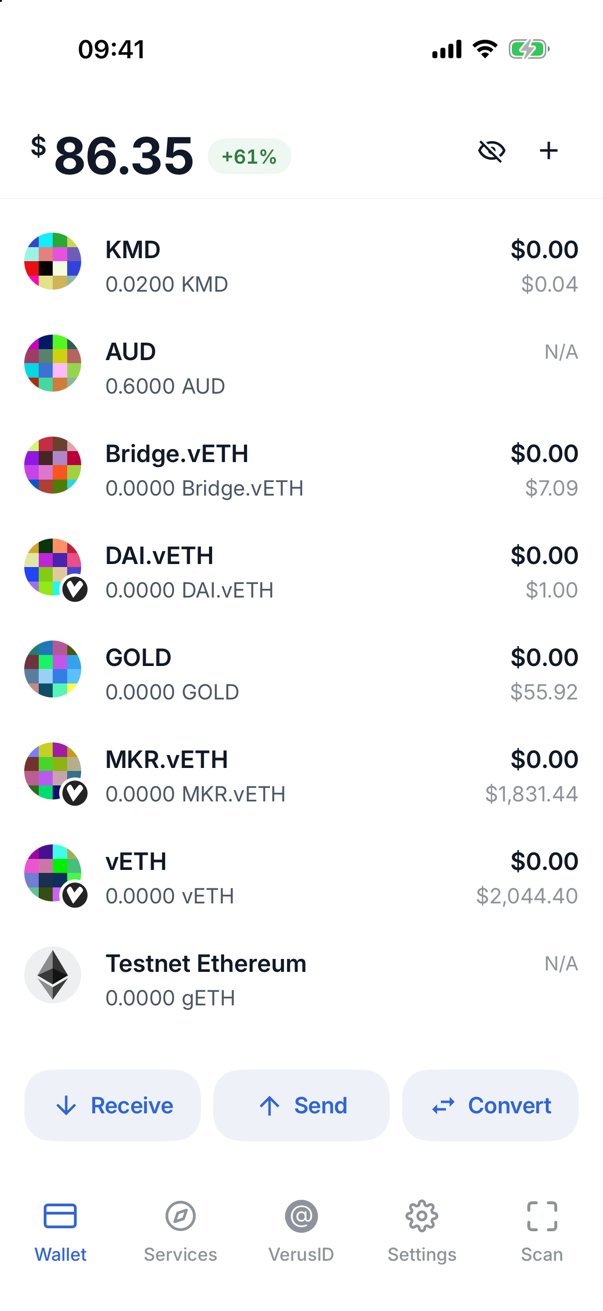 09:41
$ 86.35 +61%
KMD $0.00
0.0200 KMD $0.04
AUD N/A
0.6000 AUD
Bridge.vETH $0.00
0.0000 Bridge.vETH $7.09
DAI.vETH $0.00
0.0000 DAI.vETH $1.00
GOLD $0.00
0.0000 GOLD $55.92
MKR.vETH $0.00
0.0000 MKR.vETH $1,831.44
vETH $0.00
0.0000 vETH $2,044.40
Testnet Ethereum N/A
0.0000 gETH
Receive Send Convert
Wallet Services VerusID Settings Scan